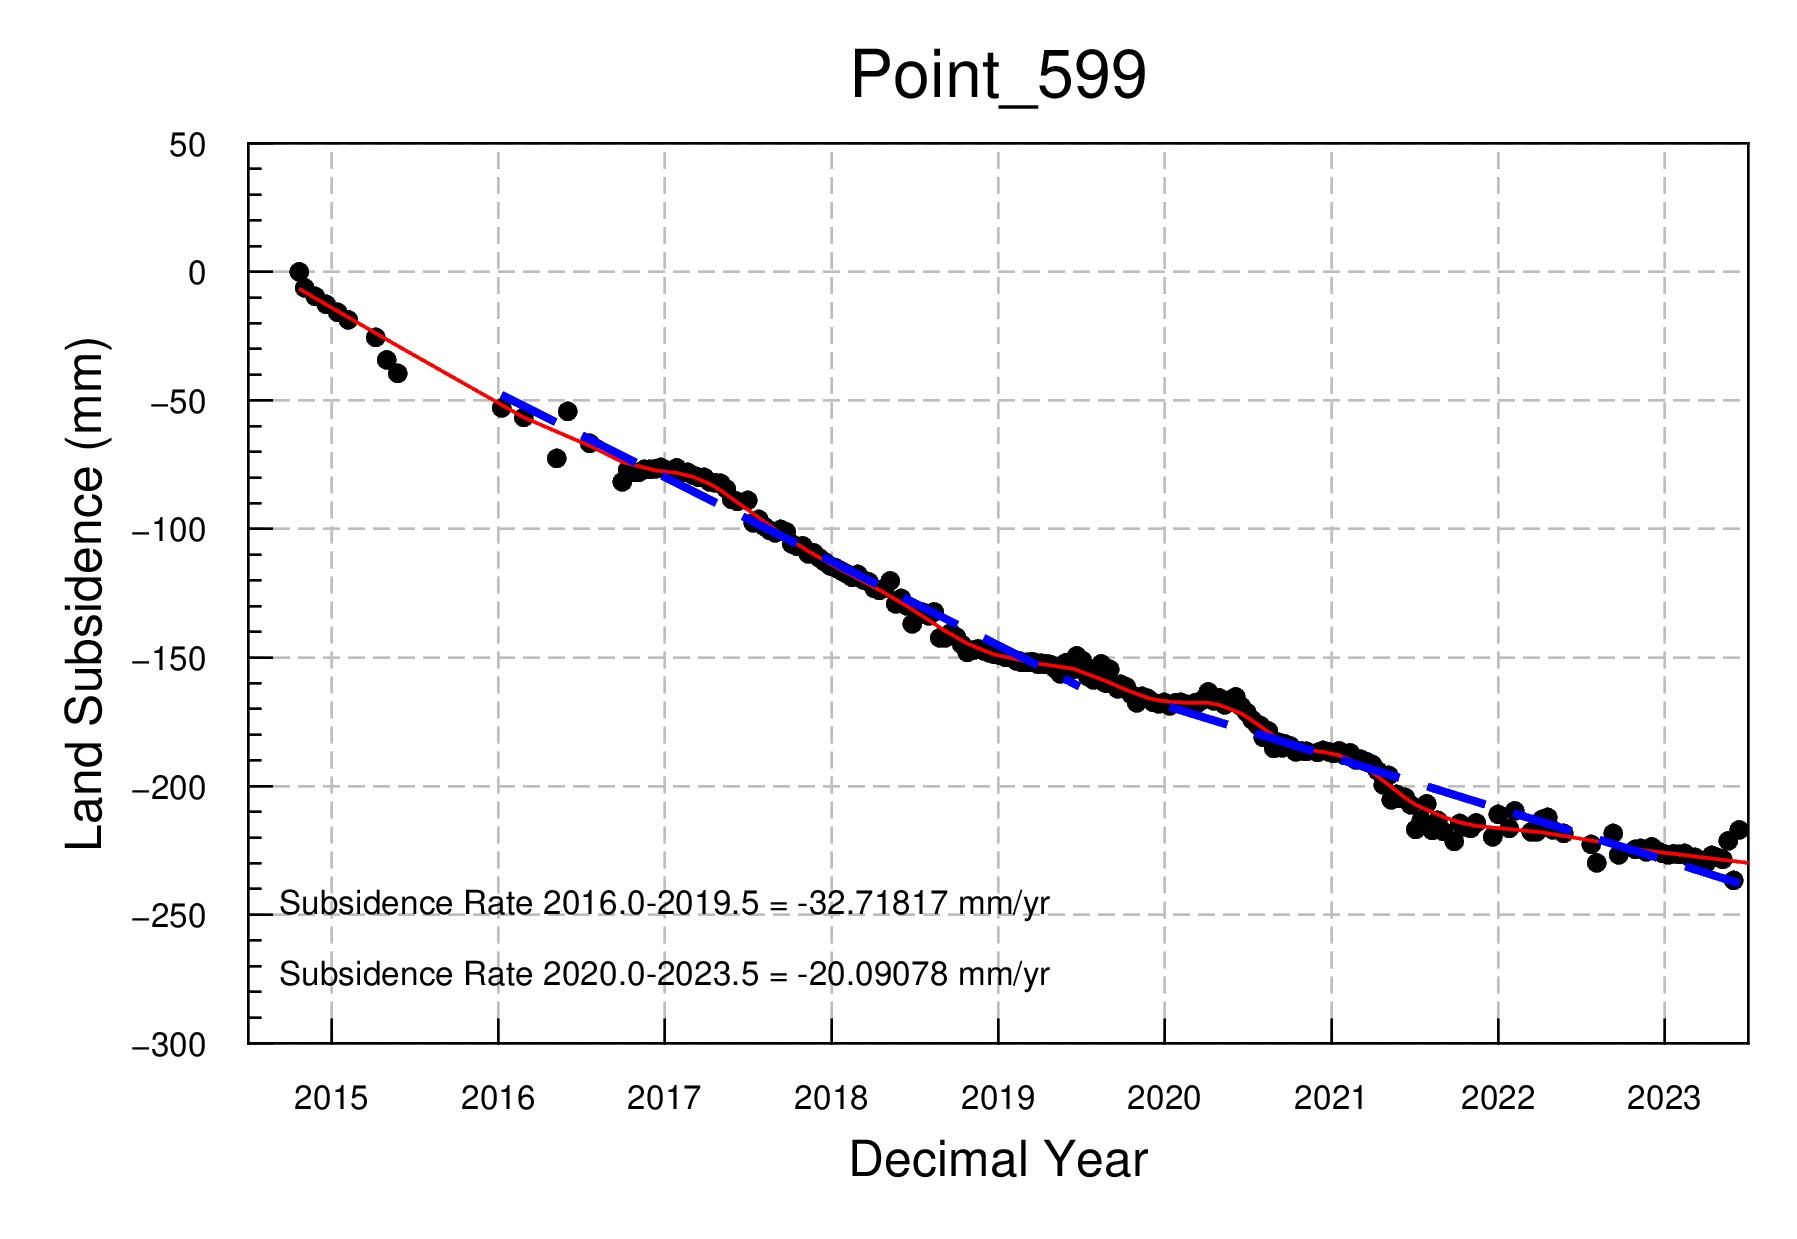 Point_599
50
0
−50
−100
−150
−200
−250
−300
Land Subsidence (mm)
Subsidence Rate 2016.0-2019.5 = -32.71817 mm/yr
Subsidence Rate 2020.0-2023.5 = -20.09078 mm/yr
2015 2016 2017 2018 2019 2020 2021 2022 2023
Decimal Year